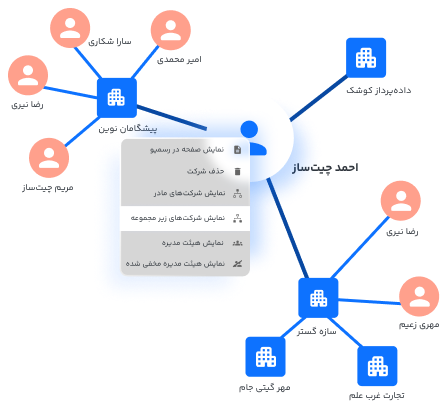 سارا شکاری
امیر محمدی
داده‌پرداز کوشک
رضا نیری
پیشگامان نوین
مریم چیت‌ساز
احمد چیت‌ساز
نمایش صفحه در رسمیو
حذف شرکت
نمایش شرکت‌های مادر
نمایش شرکت‌های زیر مجموعه
نمایش هیئت مدیره
نمایش هیئت مدیره مخفی شده
رضا نیری
مهری زعیم
سازه گستر
مهر گیتی جام
تجارت غرب علم